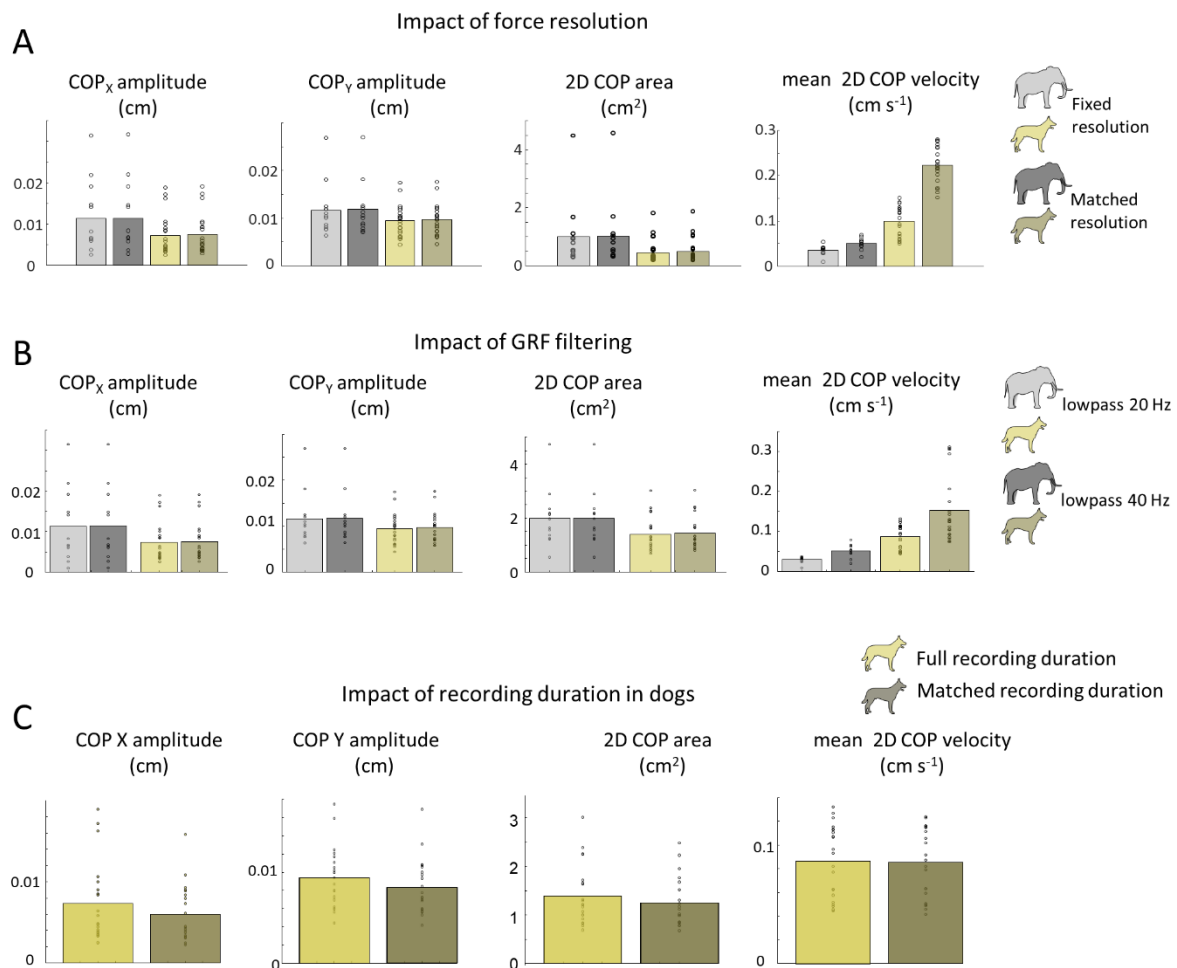 Impact of force resolution
A
COPX amplitude
(cm)
COPY amplitude
(cm)
2D COP area
(cm²)
mean 2D COP velocity
(cm s⁻¹)
0.02
0.01
0
0.02
0.01
0
4
2
0
0.3
0.2
0.1
0
Fixed
resolution
Matched
resolution
B
Impact of GRF filtering
COPX amplitude
(cm)
COPY amplitude
(cm)
2D COP area
(cm²)
mean 2D COP velocity
(cm s⁻¹)
0.02
0.01
0
0.02
0.01
0
4
2
0
0.3
0.2
0.1
0
lowpass 20 Hz
lowpass 40 Hz
Full recording duration
Matched recording duration
Impact of recording duration in dogs
C
COP X amplitude
(cm)
COP Y amplitude
(cm)
2D COP area
(cm²)
mean 2D COP velocity
(cm s⁻¹)
0.01
0
0.01
0
3
2
1
0
0.1
0